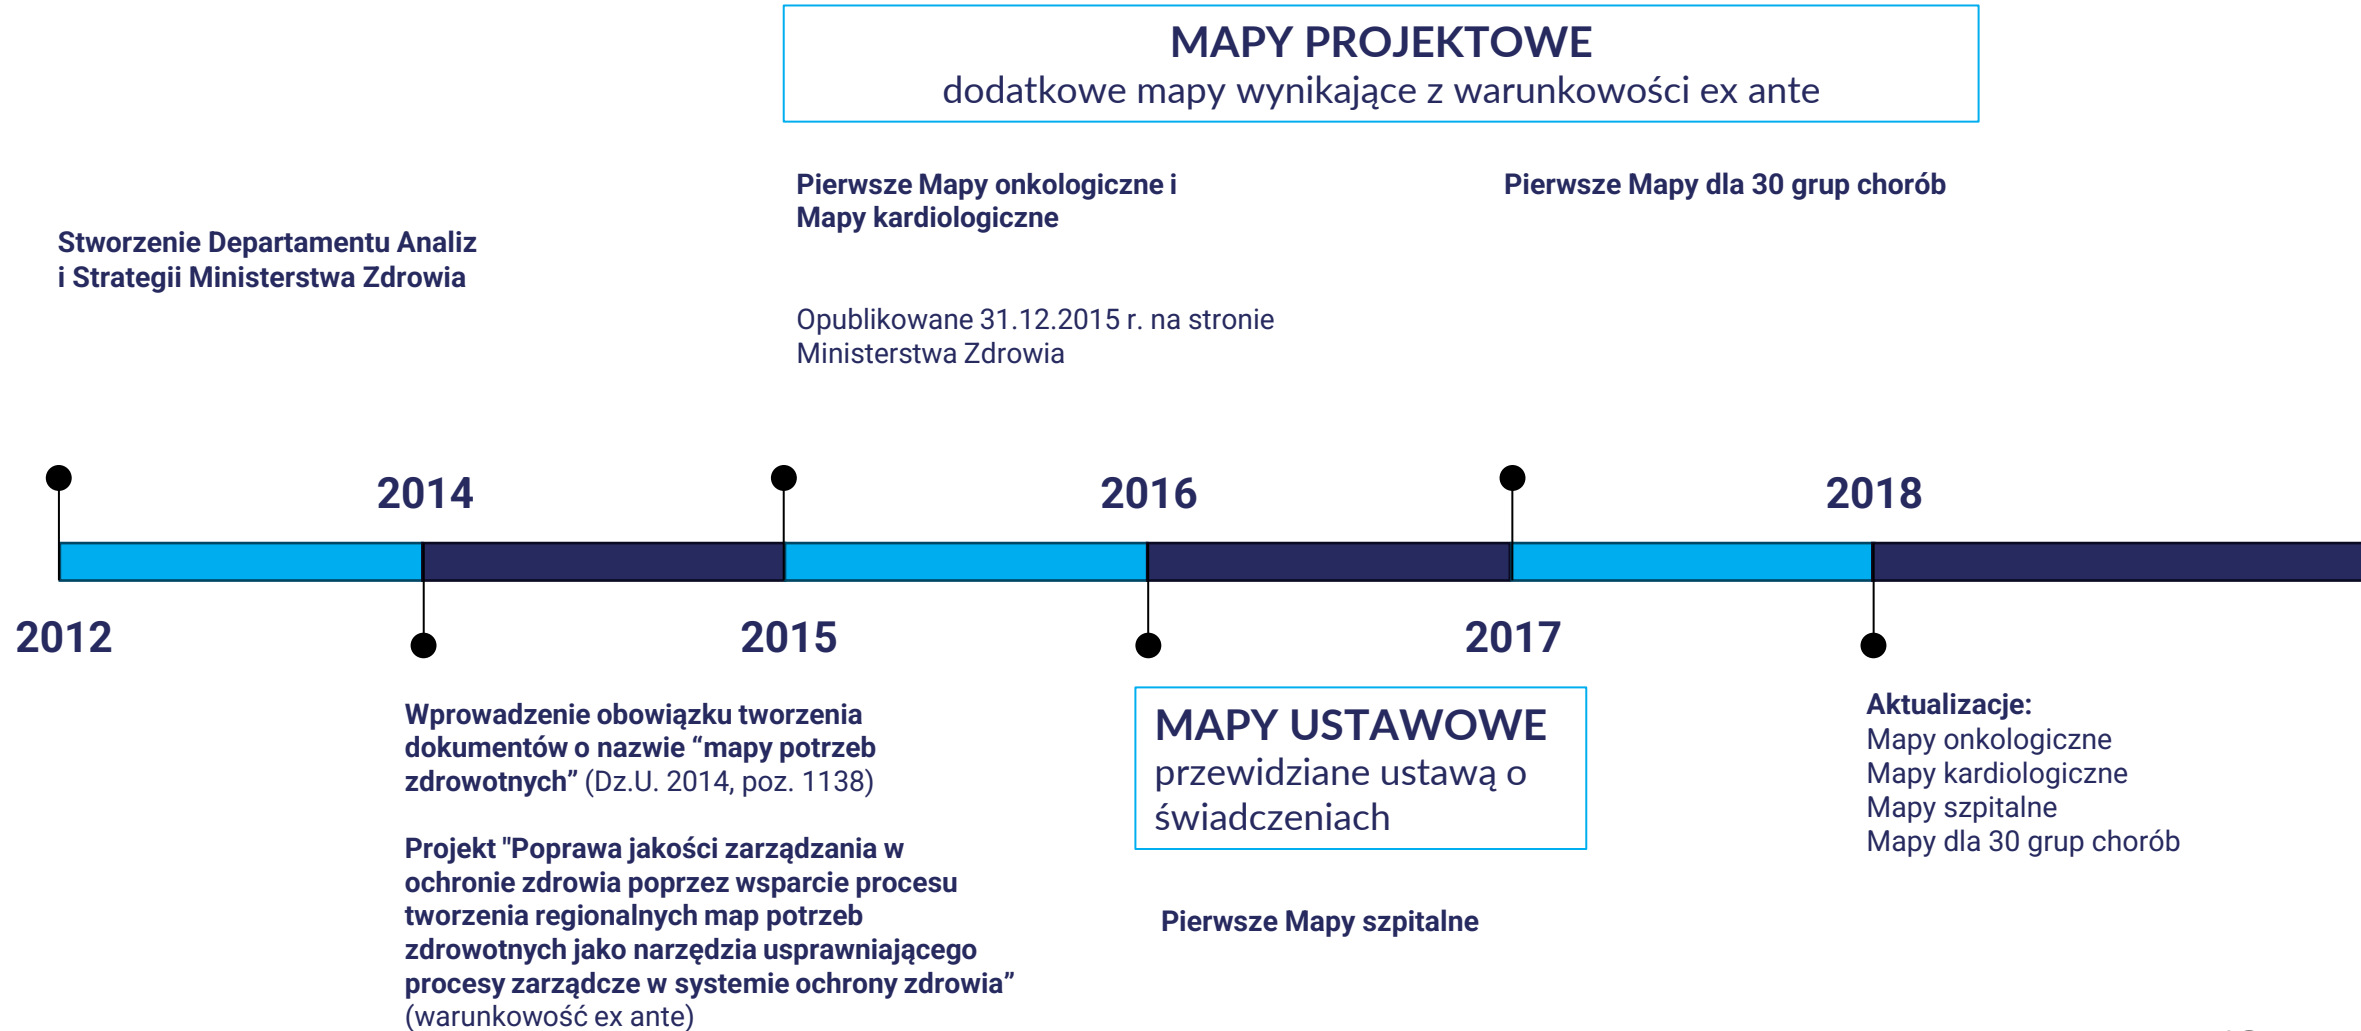 MAPY PROJEKTOWE
dodatkowe mapy wynikające z warunkowości ex ante
Stworzenie Departamentu Analiz
i Strategii Ministerstwa Zdrowia
Pierwsze Mapy onkologiczne i
Mapy kardiologiczne
Opublikowane 31.12.2015 r. na stronie
Ministerstwa Zdrowia
Pierwsze Mapy dla 30 grup chorób
2014
2016
2018
2012
2015
2017
Wprowadzenie obowiązku tworzenia
dokumentów o nazwie “mapy potrzeb
zdrowotnych” (Dz.U. 2014, poz. 1138)
Projekt "Poprawa jakości zarządzania w
ochronie zdrowia poprzez wsparcie procesu
tworzenia regionalnych map potrzeb
zdrowotnych jako narzędzia usprawniającego
procesy zarządcze w systemie ochrony zdrowia”
(warunkowość ex ante)
MAPY USTAWOWE
przewidziane ustawą o
świadczeniach
Pierwsze Mapy szpitalne
Aktualizacje:
Mapy onkologiczne
Mapy kardiologiczne
Mapy szpitalne
Mapy dla 30 grup chorób